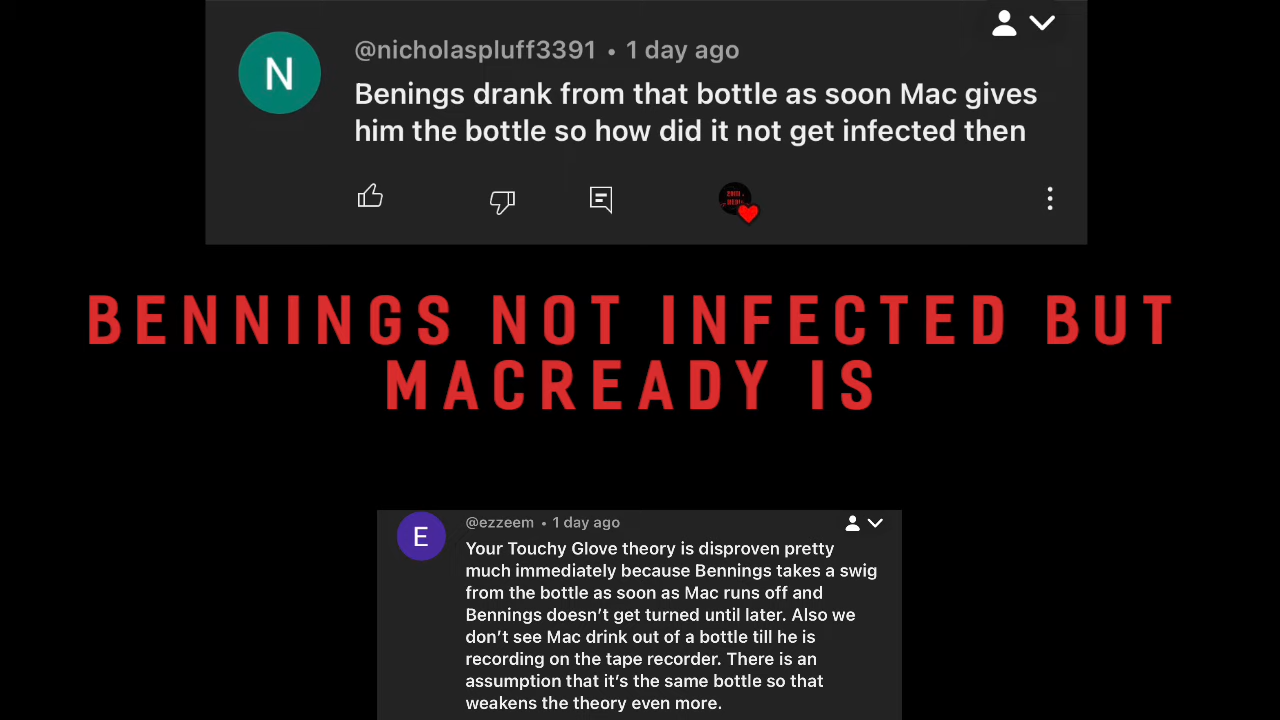 N
@nicholaspluff3391 • 1 day ago
Benings drank from that bottle as soon Mac gives
him the bottle so how did it not get infected then
BENNINGS NOT INFECTED BUT
MACREADY IS
E
@ezzeem • 1 day ago
Your Touchy Glove theory is disproven pretty
much immediately because Bennings takes a swig
from the bottle as soon as Mac runs off and
Bennings doesn’t get turned until later. Also we
don’t see Mac drink out of a bottle till he is
recording on the tape recorder. There is an
assumption that it’s the same bottle so that
weakens the theory even more.